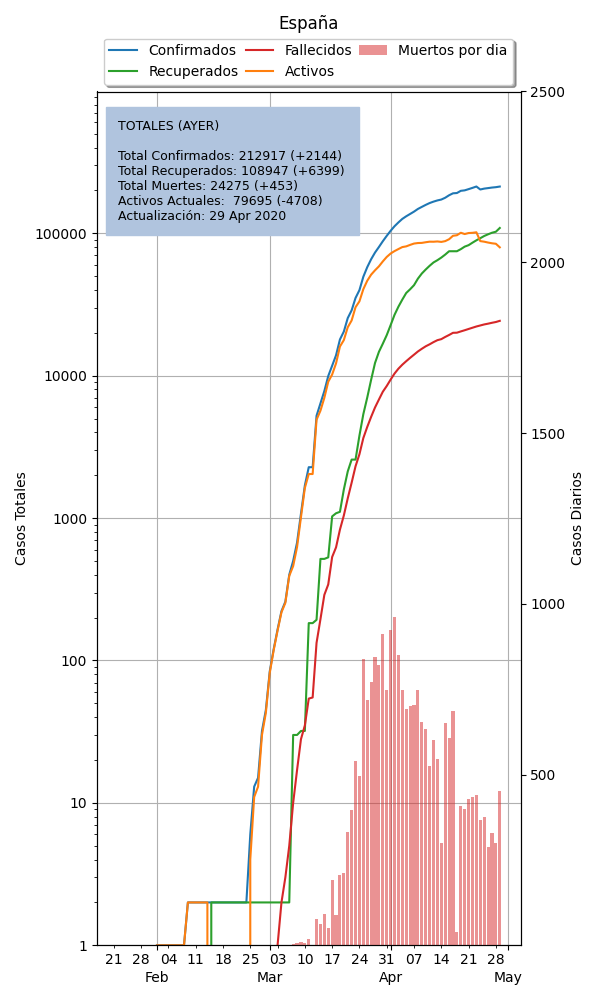 España
Confirmados Fallecidos Muertos por dia
Recuperados Activos
TOTALES (AYER)
Total Confirmados: 212917 (+2144)
Total Recuperados: 108947 (+6399)
Total Muertes: 24275 (+453)
Activos Actuales:  79695 (-4708)
Actualización: 29 Apr 2020
100000
10000
1000
100
10
1
Casos Totales
2500
2000
1500
1000
500
Casos Diarios
21 28 04 11 18 25 03 10 17 24 31 07 14 21 28
Feb Mar Apr May